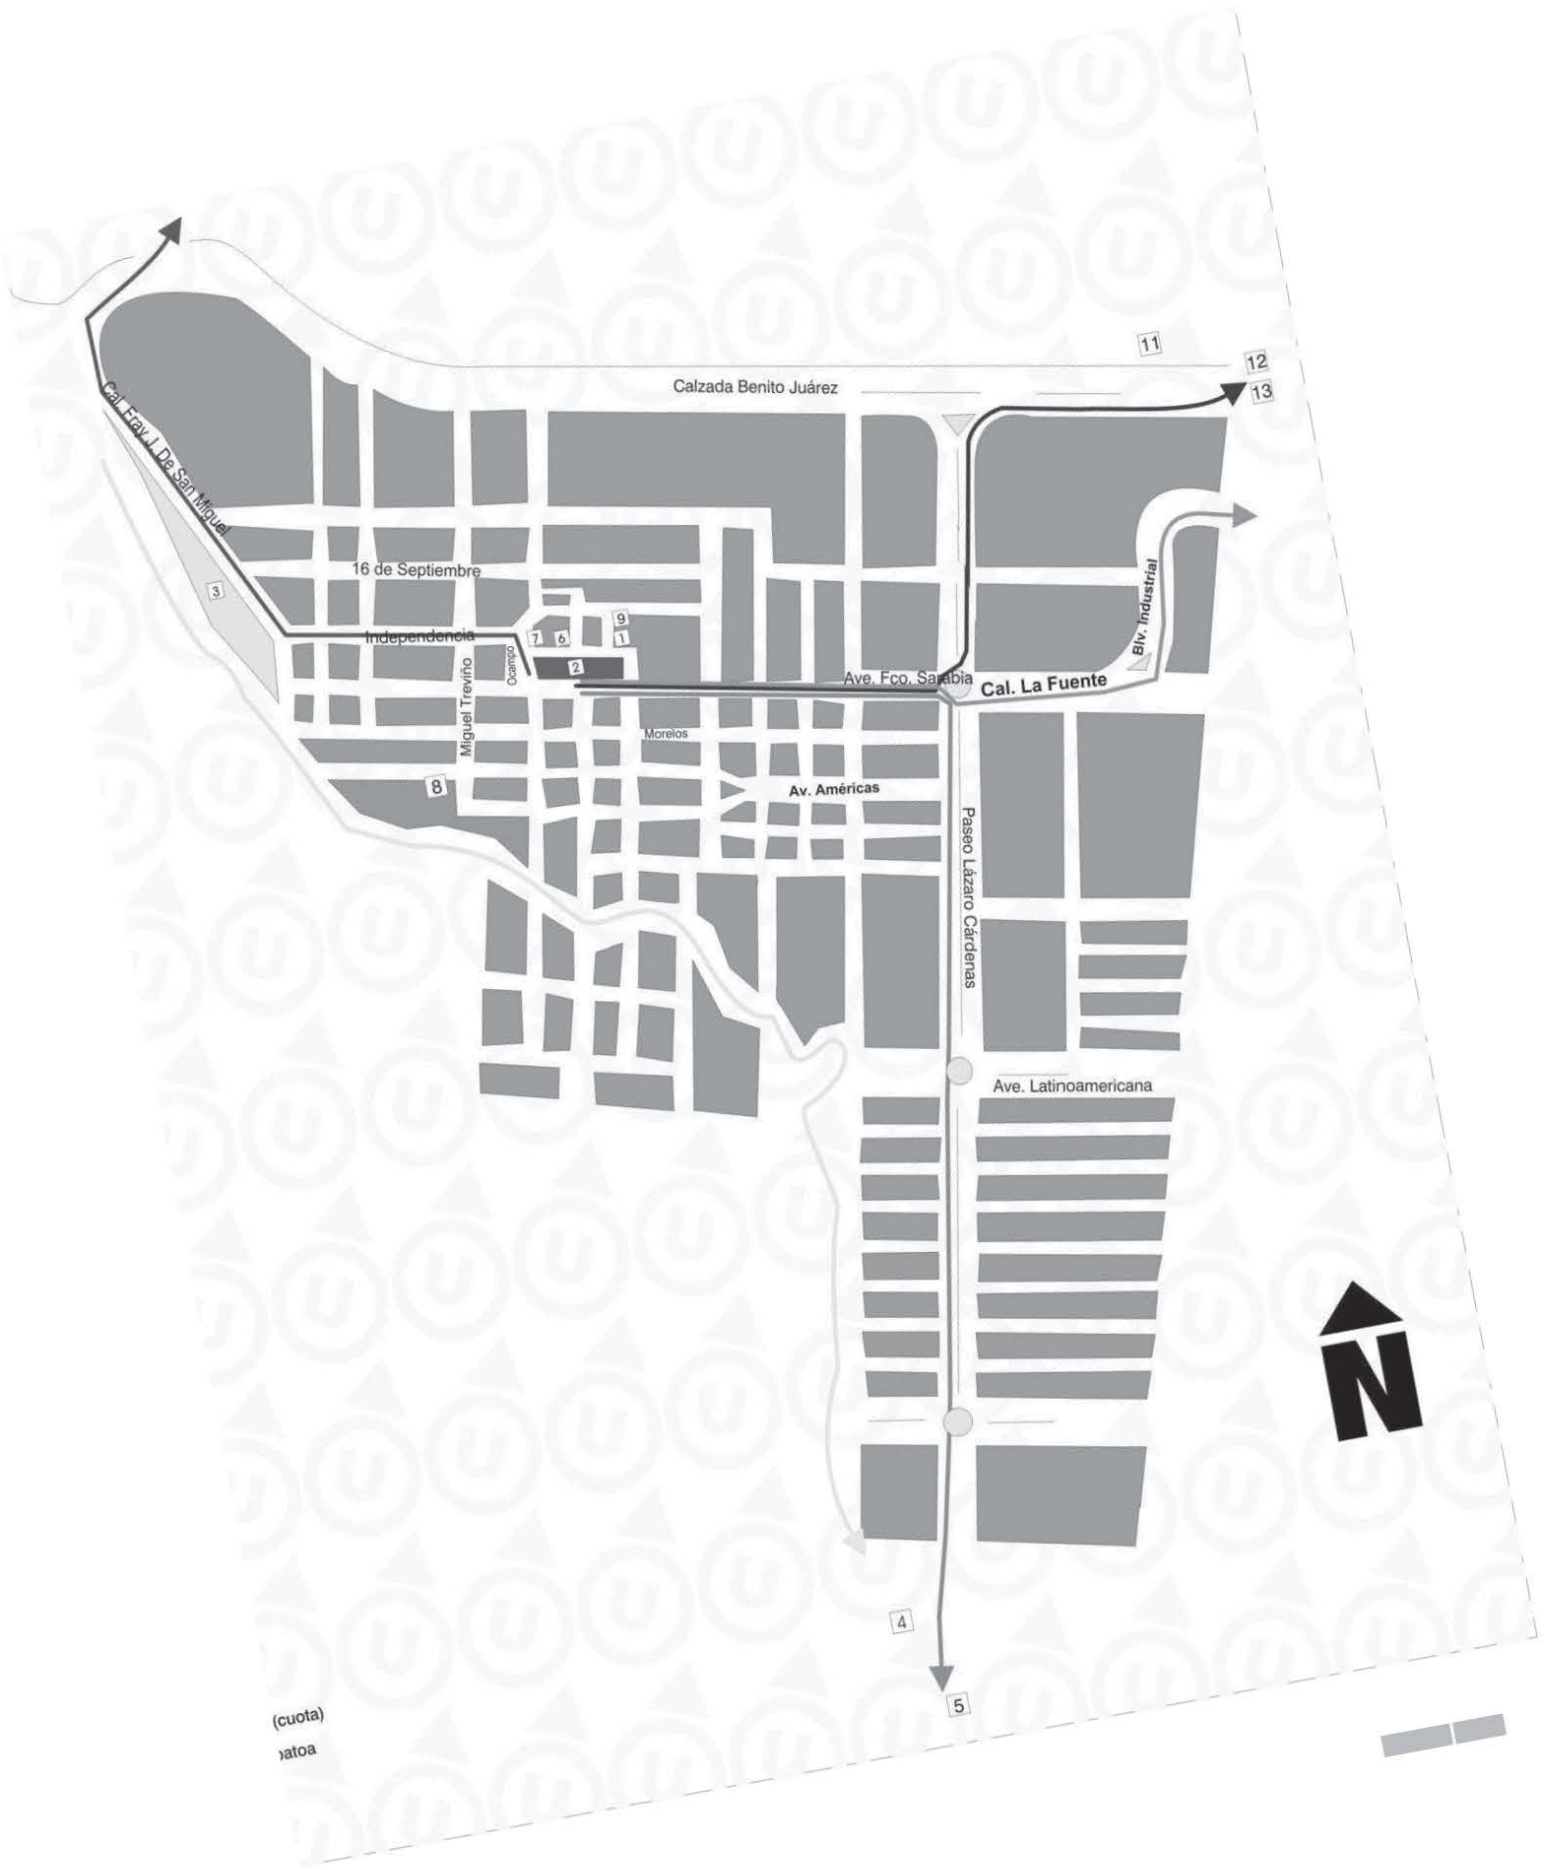 11
12
Calzada Benito Juárez
13
Cal. Fray J. De San Miguel
16 de Septiembre
3
Blv. Industrial
9
Independencia
7
6
1
Ocampo
2
Ave. Fco. Sarabia
Cal. La Fuente
Miguel Treviño
Morelos
8
Av. Américas
Paseo Lázaro Cárdenas
Ave. Latinoamericana
N
4
5
(cuota)
patoa